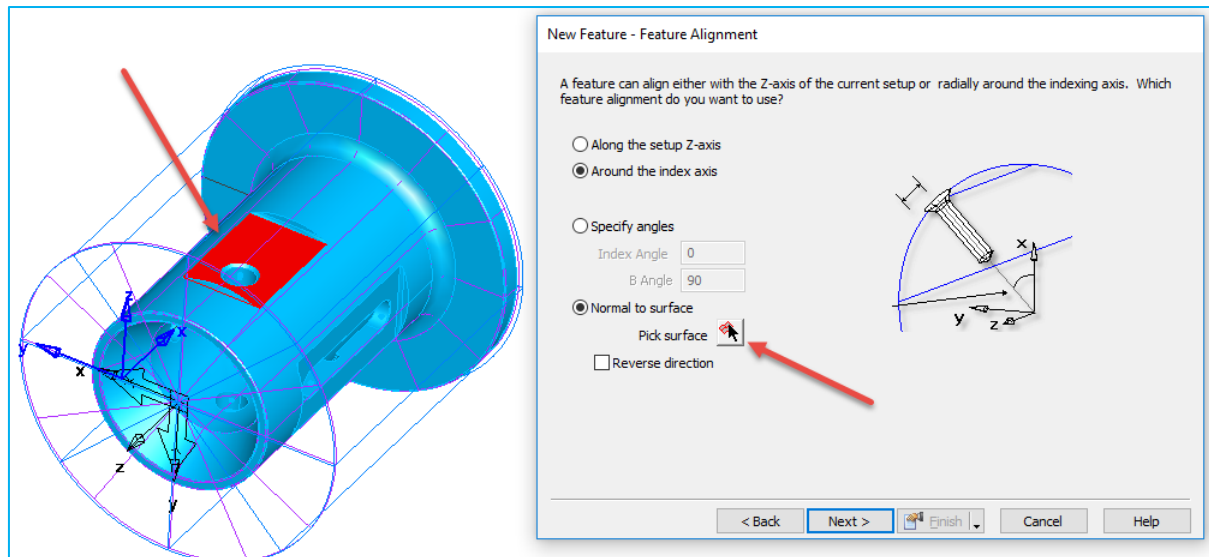 New Feature - Feature Alignment
A feature can align either with the Z-axis of the current setup or radially around the indexing axis. Which
feature alignment do you want to use?
Along the setup Z-axis
Around the index axis
Specify angles
Index Angle 0
B Angle 90
Normal to surface
Pick surface
Reverse direction
x
y
z
z
x
y
x
z
y
< Back Next > Finish Cancel Help